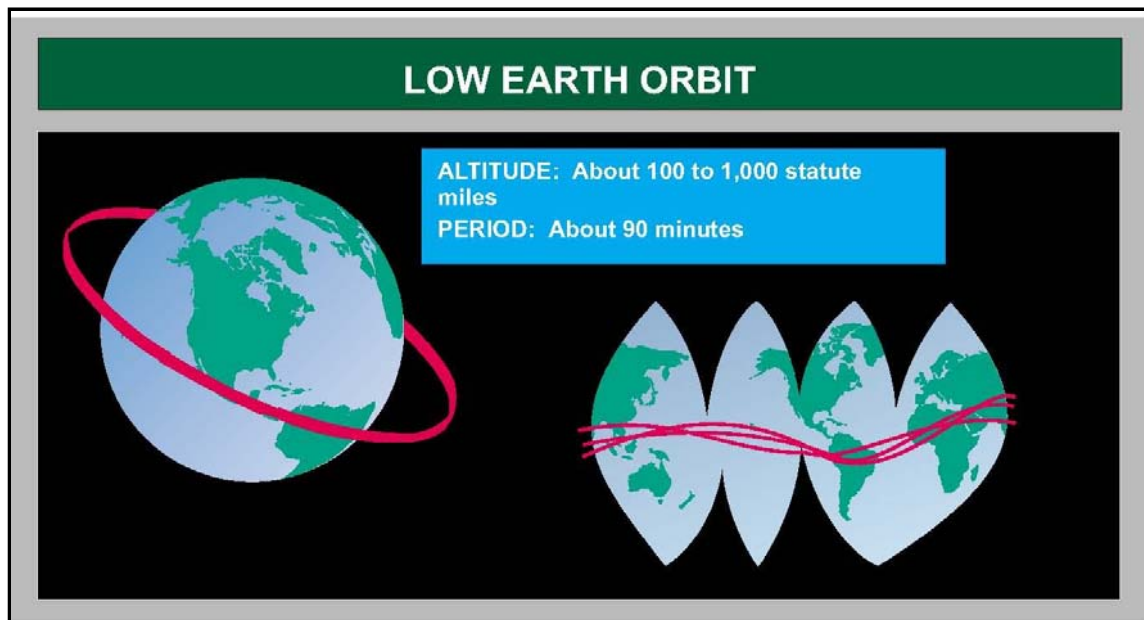 LOW EARTH ORBIT
ALTITUDE:  About 100 to 1,000 statute
miles
PERIOD:  About 90 minutes